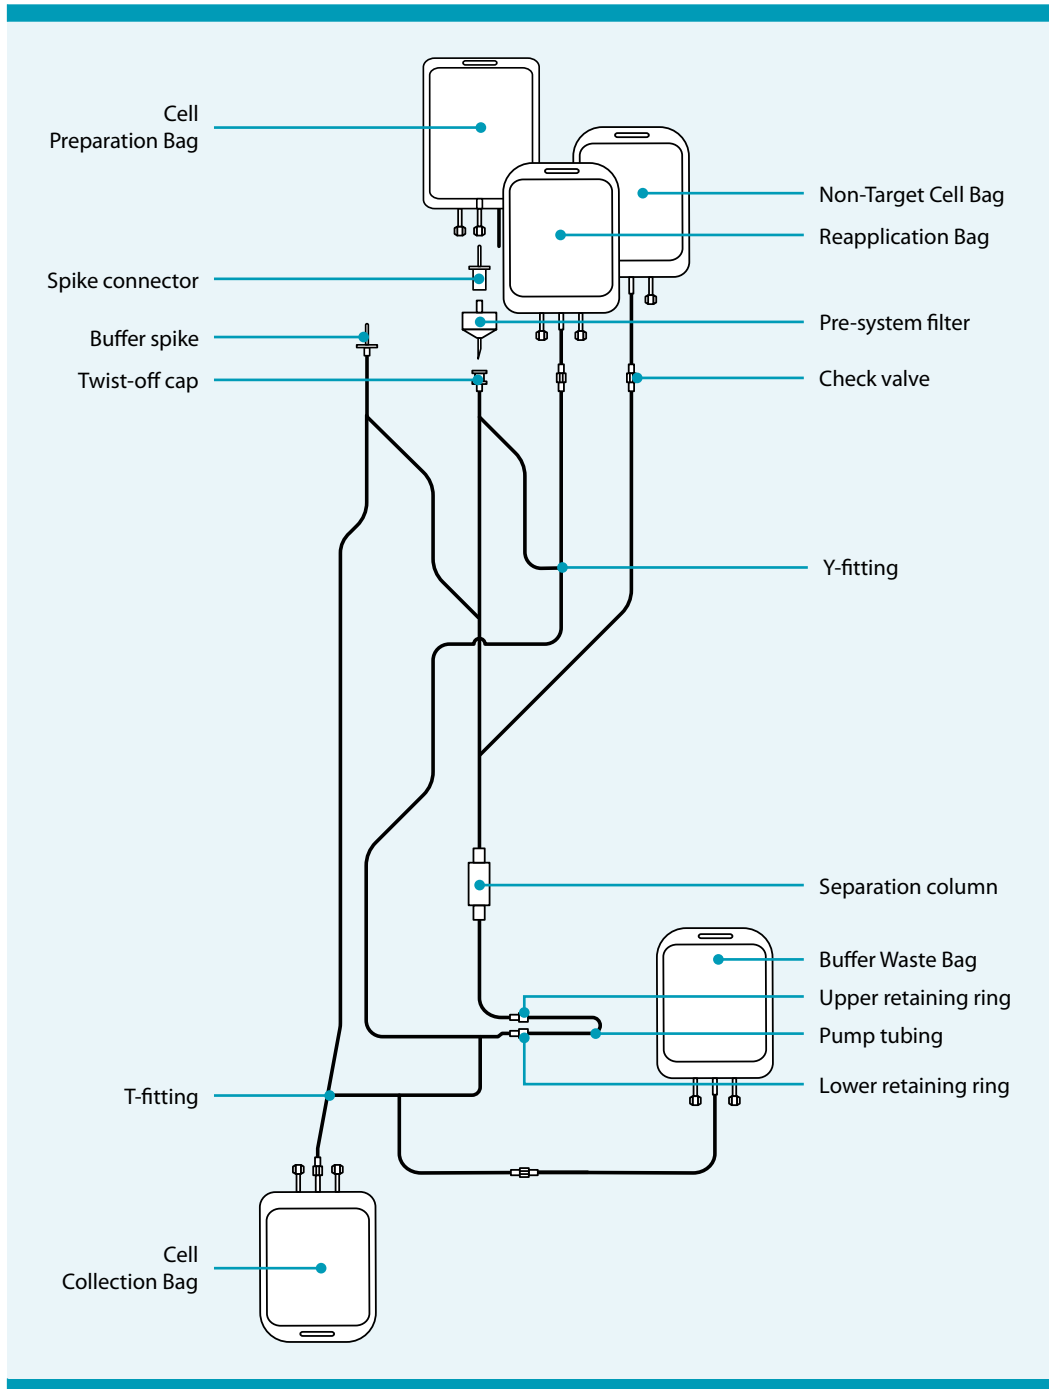 Cell
Preparation Bag
Non-Target Cell Bag
Reapplication Bag
Spike connector
Pre-system filter
Buffer spike
Twist-off cap
Check valve
Y-fitting
Separation column
Buffer Waste Bag
Upper retaining ring
Pump tubing
Lower retaining ring
T-fitting
Cell
Collection Bag